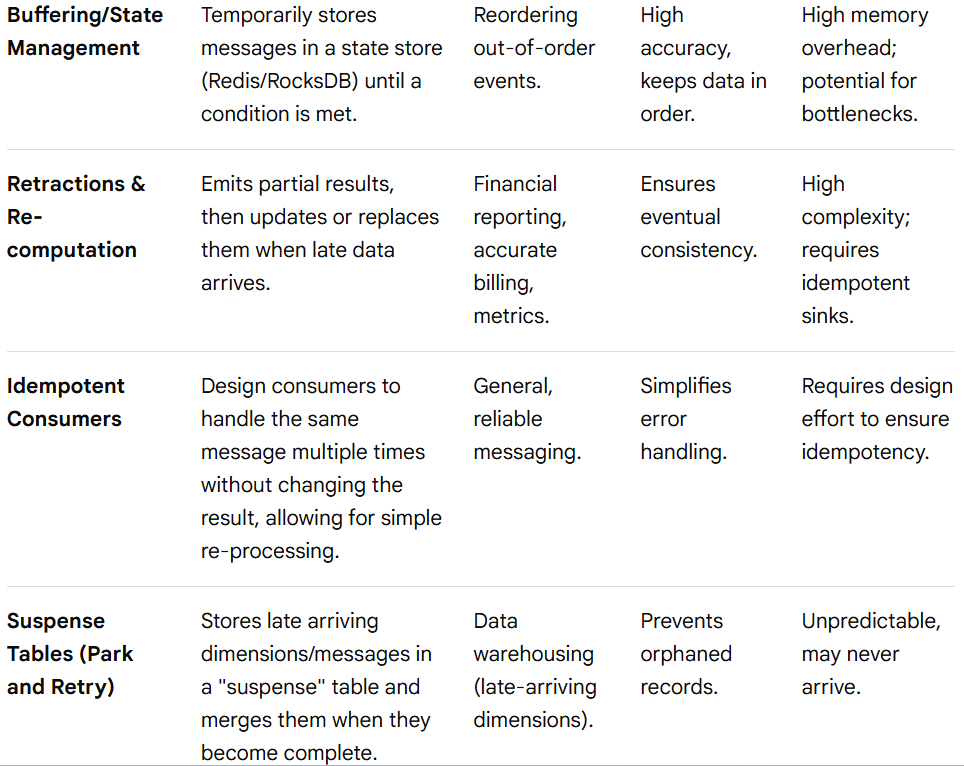 Buffering/State
Management
Temporarily stores
messages in a state store
(Redis/RocksDB) until a
condition is met.
Reordering
out-of-order
events.
High
accuracy,
keeps data in
order.
High memory
overhead;
potential for
bottlenecks.
Retractions &
Re-
computation
Emits partial results,
then updates or replaces
them when late data
arrives.
Financial
reporting,
accurate
billing,
metrics.
Ensures
eventual
consistency.
High
complexity;
requires
idempotent
sinks.
Idempotent
Consumers
Design consumers to
handle the same
message multiple times
without changing the
result, allowing for simple
re-processing.
General,
reliable
messaging.
Simplifies
error
handling.
Requires design
effort to ensure
idempotency.
Suspense
Tables (Park
and Retry)
Stores late arriving
dimensions/messages in
a "suspense" table and
merges them when they
become complete.
Data
warehousing
(late-arriving
dimensions).
Prevents
orphaned
records.
Unpredictable,
may never
arrive.